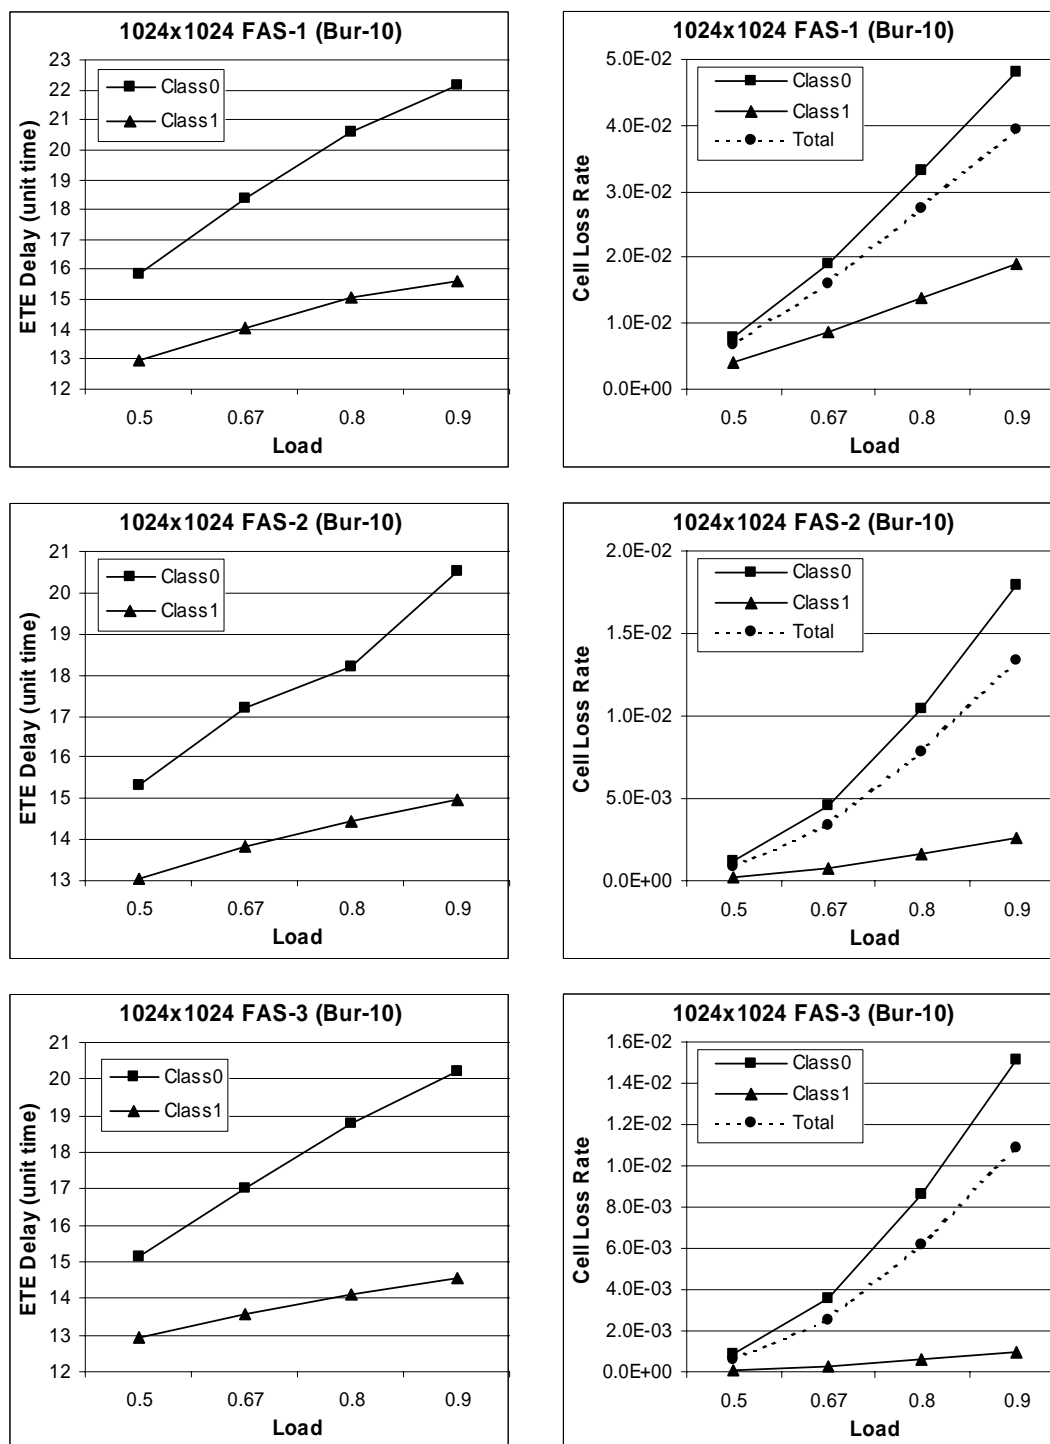 1024x1024 FAS-1 (Bur-10)
ETE Delay (unit time)
23
22
21
20
19
18
17
16
15
14
13
12
Class0
Class1
0.5 0.67 0.8 0.9
Load
1024x1024 FAS-1 (Bur-10)
Cell Loss Rate
5.0E-02
4.0E-02
3.0E-02
2.0E-02
1.0E-02
0.0E+00
Class0
Class1
Total
0.5 0.67 0.8 0.9
Load
1024x1024 FAS-2 (Bur-10)
ETE Delay (unit time)
21
20
19
18
17
16
15
14
13
Class0
Class1
0.5 0.67 0.8 0.9
Load
1024x1024 FAS-2 (Bur-10)
Cell Loss Rate
2.0E-02
1.5E-02
1.0E-02
5.0E-03
0.0E+00
Class0
Class1
Total
0.5 0.67 0.8 0.9
Load
1024x1024 FAS-3 (Bur-10)
ETE Delay (unit time)
21
20
19
18
17
16
15
14
13
12
Class0
Class1
0.5 0.67 0.8 0.9
Load
1024x1024 FAS-3 (Bur-10)
Cell Loss Rate
1.6E-02
1.4E-02
1.2E-02
1.0E-02
8.0E-03
6.0E-03
4.0E-03
2.0E-03
0.0E+00
Class0
Class1
Total
0.5 0.67 0.8 0.9
Load